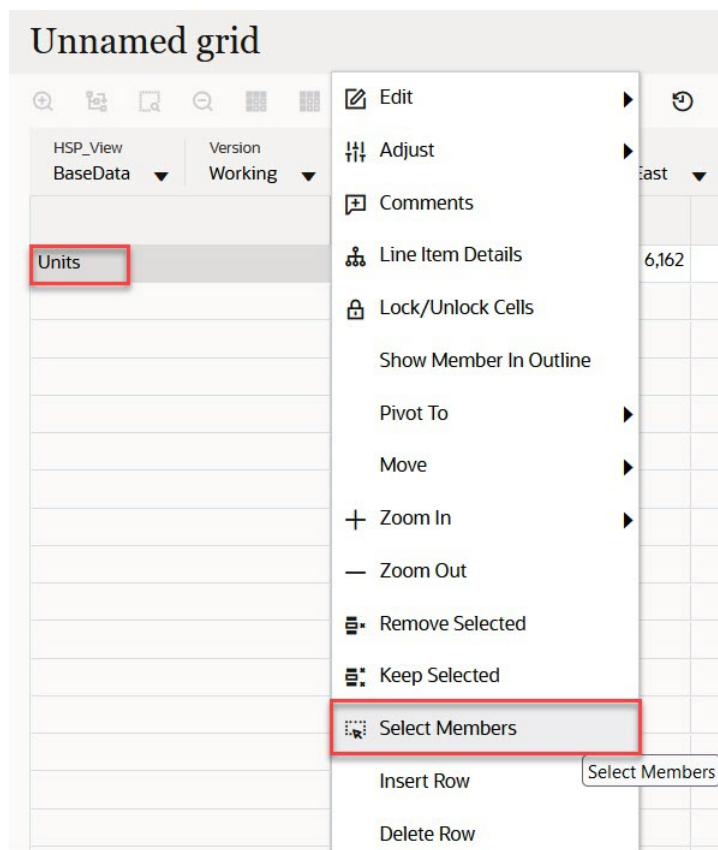 Unnamed grid
HSP_View
BaseData
Version
Working
East
Units
6,162
Edit
Adjust
Comments
Line Item Details
Lock/Unlock Cells
Show Member In Outline
Pivot To
Move
Zoom In
Zoom Out
Remove Selected
Keep Selected
Select Members
Select Members
Insert Row
Delete Row